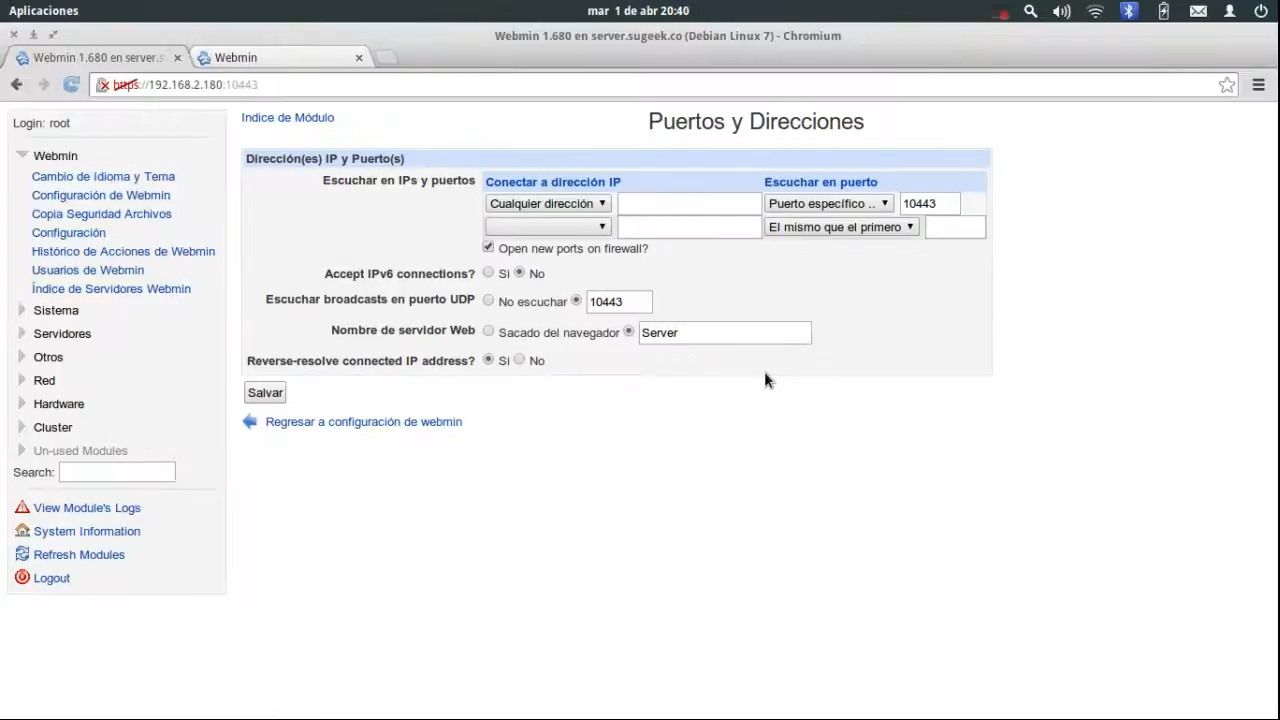 Aplicaciones
mar 1 de abr 20:40
Webmin 1.680 en server.sugeek.co (Debian Linux 7) - Chromium
Webmin 1.680 en server.s
Webmin
https://192.168.2.180:10443
Login: root
Webmin
Cambio de Idioma y Tema
Configuración de Webmin
Copia Seguridad Archivos
Configuración
Histórico de Acciones de Webmin
Usuarios de Webmin
Índice de Servidores Webmin
Sistema
Servidores
Otros
Red
Hardware
Cluster
Un-used Modules
Search:
View Module's Logs
System Information
Refresh Modules
Logout
Indice de Módulo
Puertos y Direcciones
Dirección(es) IP y Puerto(s)
Escuchar en IPs y puertos
Conectar a dirección IP Escuchar en puerto
Cualquier dirección Puerto específico .. 10443
El mismo que el primero
Open new ports on firewall?
Accept IPv6 connections? Sí No
Escuchar broadcasts en puerto UDP No escuchar 10443
Nombre de servidor Web Sacado del navegador Server
Reverse-resolve connected IP address? Sí No
Salvar
Regresar a configuración de webmin